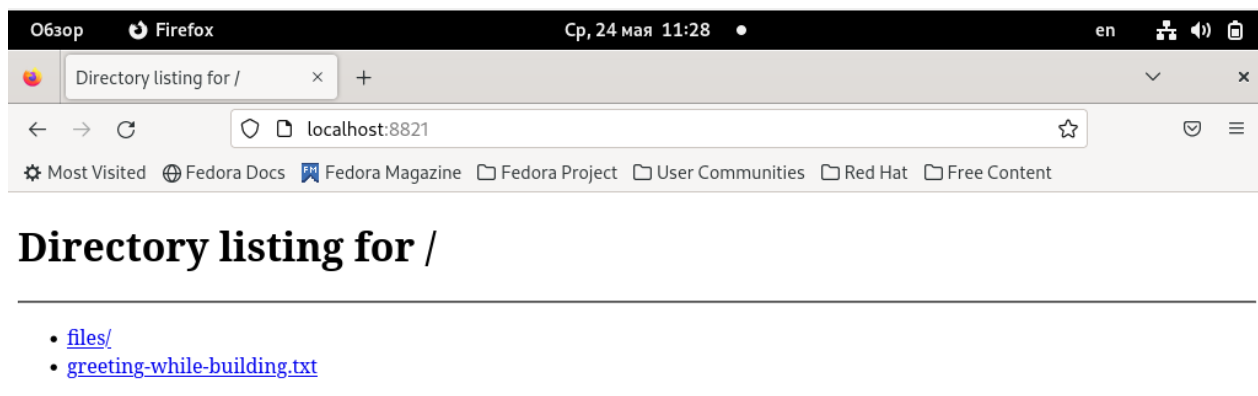 Обзор Firefox Ср, 24 мая 11:28 en
Directory listing for /
localhost:8821
Most Visited Fedora Docs FM Fedora Magazine Fedora Project User Communities Red Hat Free Content
Directory listing for /
files/
greeting-while-building.txt